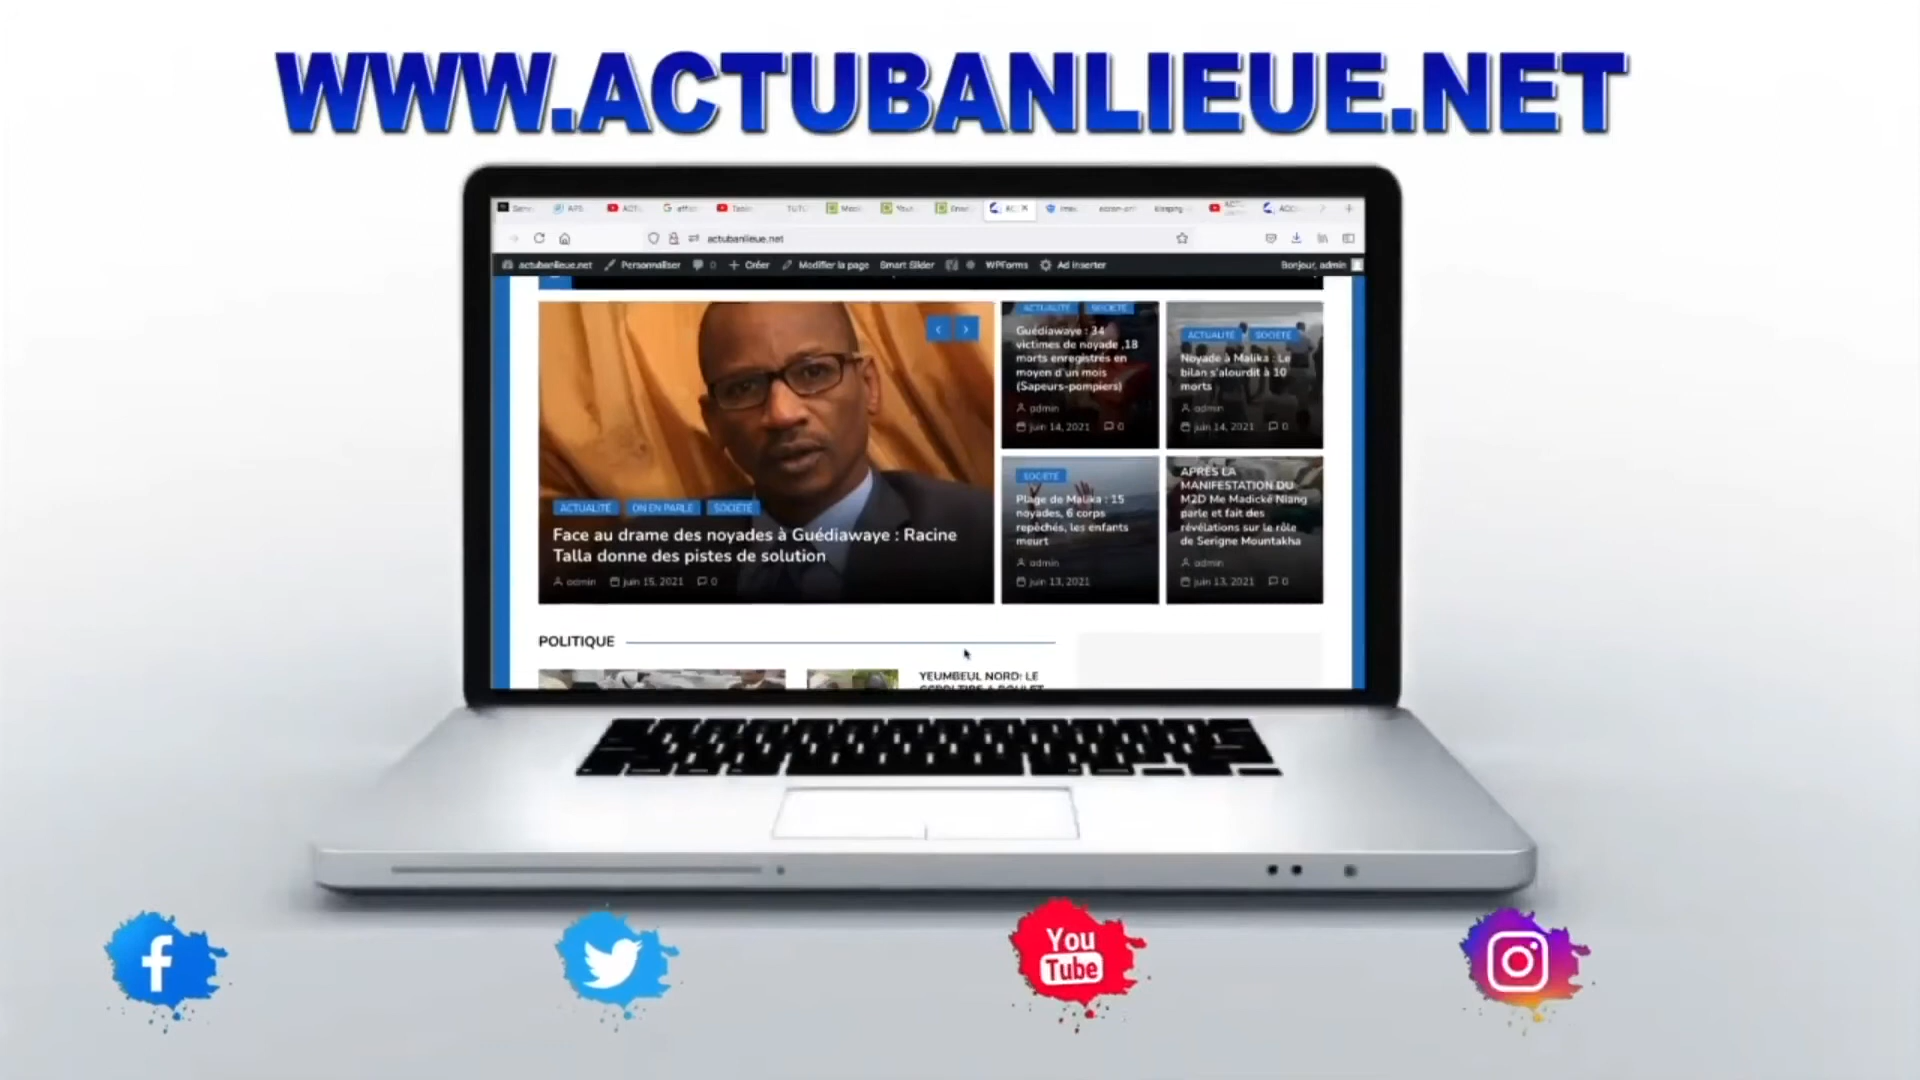 WWW.ACTUBANLIEUE.NET
actubanlieue.net
actubanlieue.net Personnaliser 0 Créer Modifier la page Smart Slider WPForms Ad Inserter Bonjour, admin
ACTUALITÉ ON EN PARLE SOCIÉTÉ
Face au drame des noyades à Guédiawaye : Racine
Talla donne des pistes de solution
admin juin 15, 2021 0
ACTUALITÉ SOCIÉTÉ
Guédiawaye : 34
victimes de noyade ,18
morts enregistrés en
moyen d'un mois
(Sapeurs-pompiers)
admin
juin 14, 2021 0
ACTUALITÉ SOCIÉTÉ
Noyade à Malika : Le
bilan s'alourdit à 10
morts
admin
juin 14, 2021 0
SOCIÉTÉ
Plage de Malika : 15
noyades, 6 corps
repêchés, les enfants
meurt
admin
juin 13, 2021
APRÉS LA
MANIFESTATION DU
M2D Me Madické Niang
parle et fait des
révélations sur le rôle
de Serigne Mountakha
admin
juin 13, 2021 0
POLITIQUE
YEUMBEUL NORD: LE
You
Tube